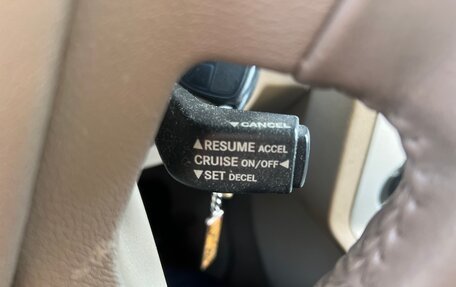 ▼CANCEL
▲RESUME ACCEL
CRUISE ON/OFF◀
▼SET DECEL